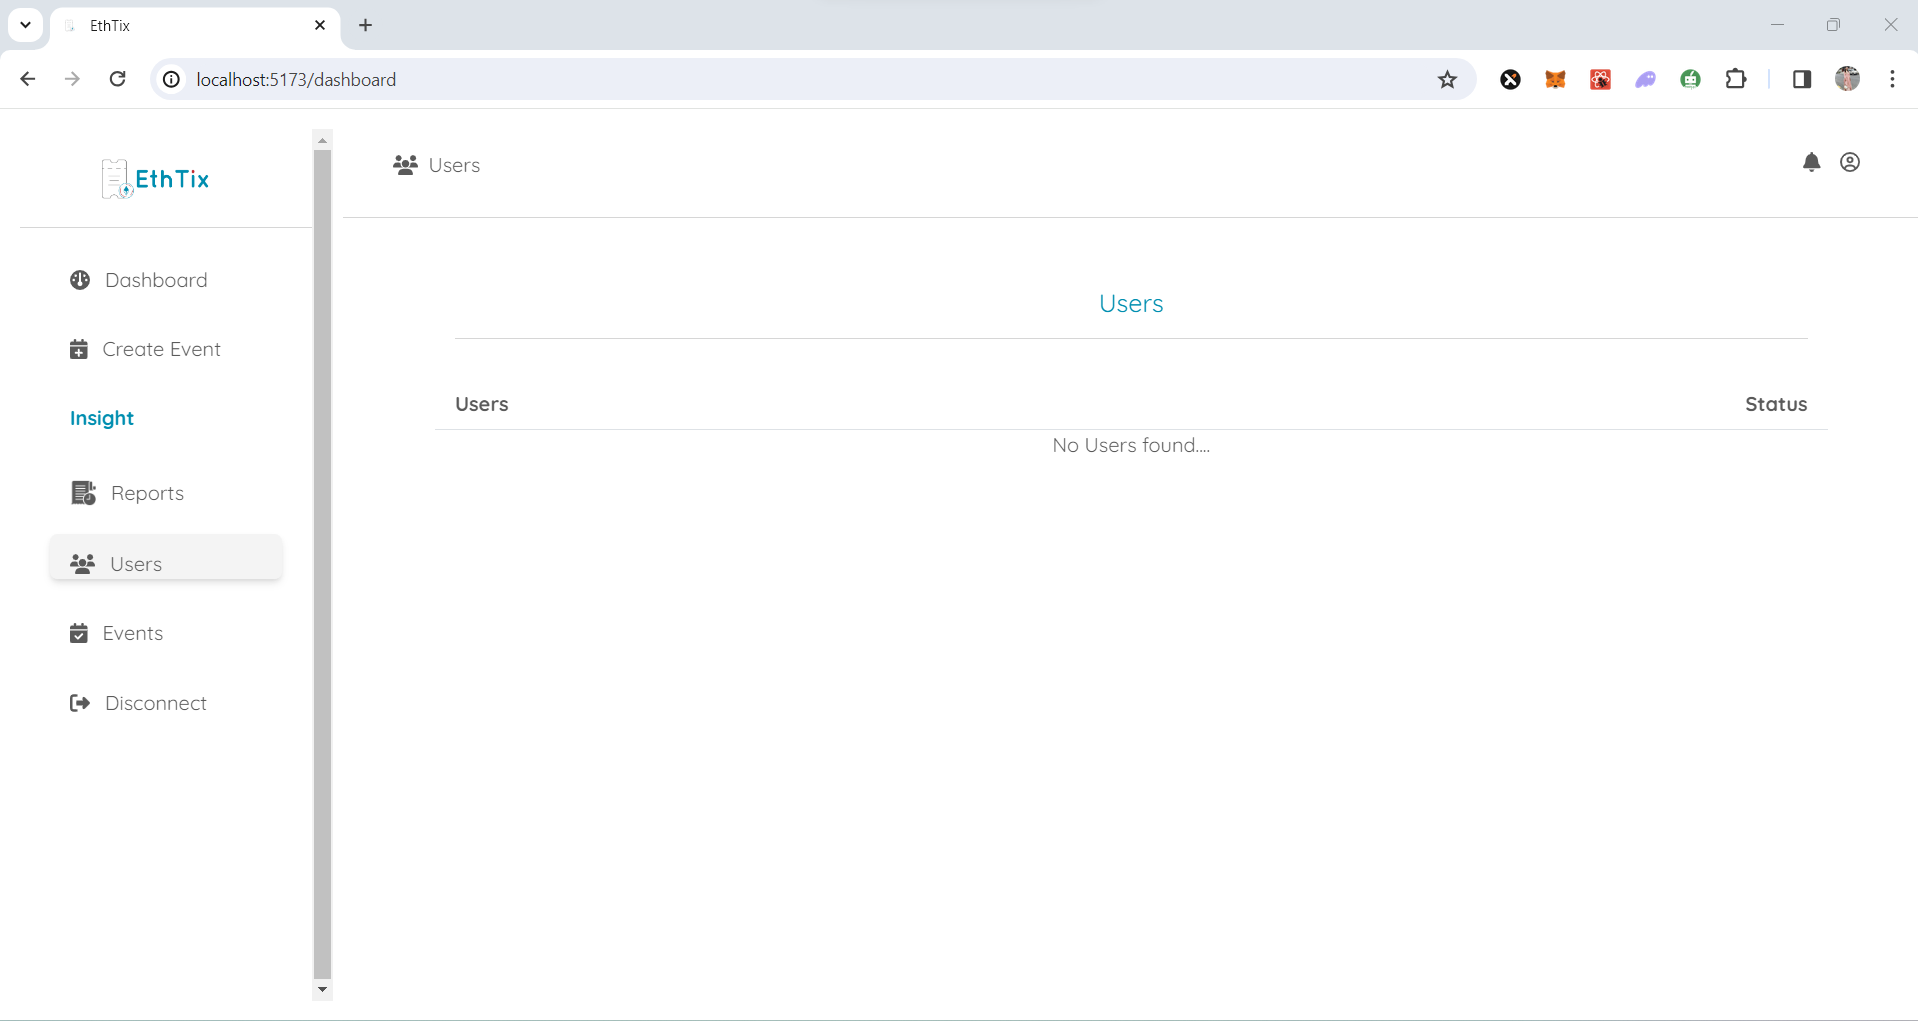 EthTix
localhost:5173/dashboard
EthTix
Dashboard
Create Event
Insight
Reports
Users
Events
Disconnect
Users
Users
Users Status
No Users found....